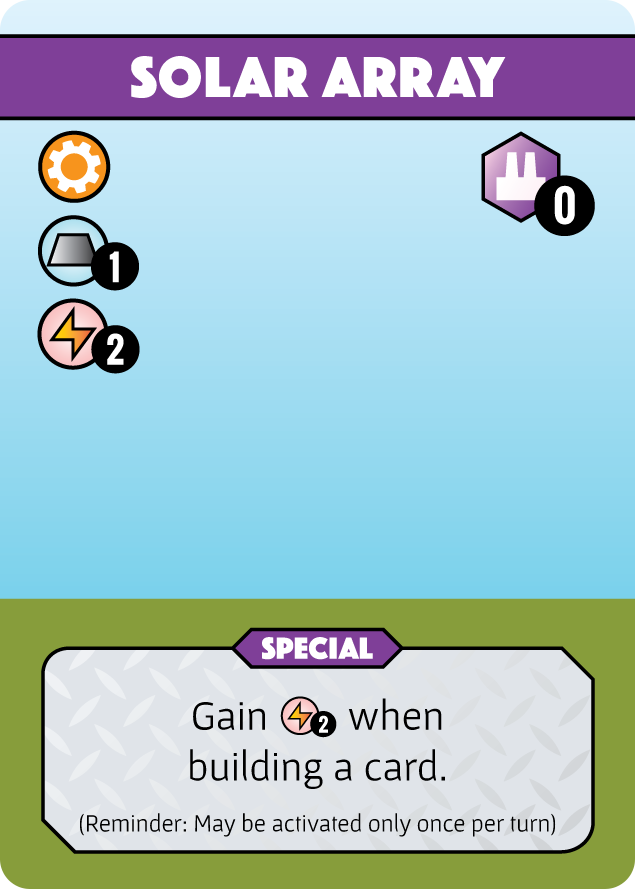 SOLAR ARRAY
0
1
2
SPECIAL
Gain 2 when
building a card.
(Reminder: May be activated only once per turn)